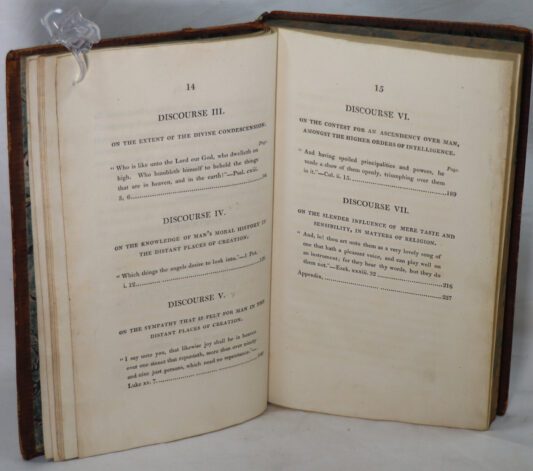 14
DISCOURSE III.
ON THE EXTENT OF THE DIVINE CONDESCENSION.
Page
"Who is like unto the Lord our God, who dwelleth on
high. Who humbleth himself to behold the things
that are in heaven, and in the earth?"—Psal. cxiii.
5, 6.
DISCOURSE IV.
ON THE KNOWLEDGE OF MAN'S MORAL HISTORY IN
THE DISTANT PLACES OF CREATION.
"Which things the angels desire to look into."—1 Pet.
i. 12.
DISCOURSE V.
ON THE SYMPATHY THAT IS FELT FOR MAN IN THE
DISTANT PLACES OF CREATION.
"I say unto you, that likewise joy shall be in heaven
over one sinner that repenteth, more than over ninety
and nine just persons, which need no repentance."—
Luke xv. 7.
15
DISCOURSE VI.
ON THE CONTEST FOR AN ASCENDENCY OVER MAN,
AMONGST THE HIGHER ORDERS OF INTELLIGENCE.
Page
"And having spoiled principalities and powers, he
made a show of them openly, triumphing over them
in it."—Col. ii. 15. 189
DISCOURSE VII.
ON THE SLENDER INFLUENCE OF MERE TASTE AND
SENSIBILITY, IN MATTERS OF RELIGION.
"And, lo! thou art unto them as a very lovely song of
one that hath a pleasant voice, and can play well on
an instrument; for they hear thy words, but they do
them not."—Ezek. xxxiii. 32 216
Appendix, 257